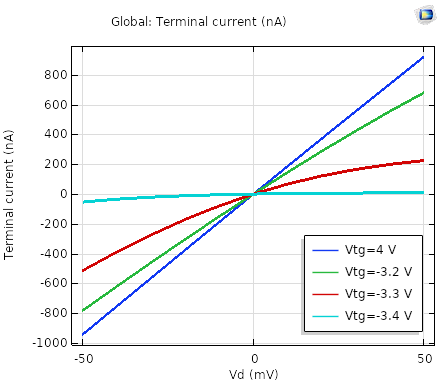 Global: Terminal current (nA)
Terminal current (nA)
800
600
400
200
0
-200
-400
-600
-800
-1000
-50
0
50
Vd (mV)
Vtg=4 V
Vtg=-3.2 V
Vtg=-3.3 V
Vtg=-3.4 V